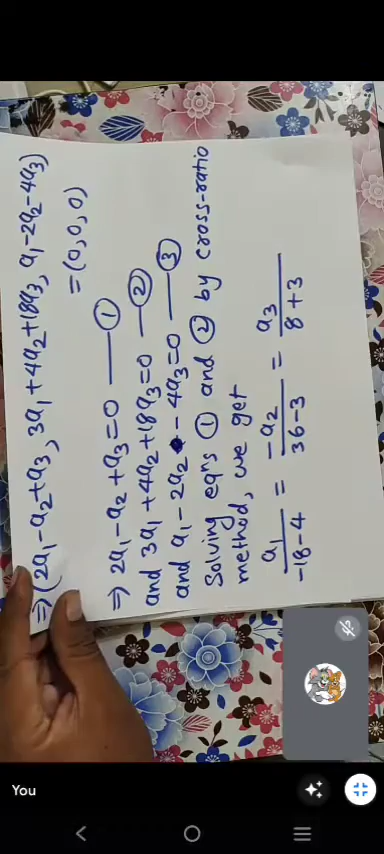 ⇒(2a₁-a₂+a₃, 3a₁+4a₂+18a₃, a₁-2a₂-4a₃)
=(0,0,0)
⇒ 2a₁-a₂+a₃=0 —— ①
and 3a₁+4a₂+18a₃=0 —— ②
and a₁-2a₂ - 4a₃=0 —— ③
Solving eqns ① and ② by cross-ratio
method, we get
a₁/-18-4 = -a₂/36-3 = a₃/8+3
You